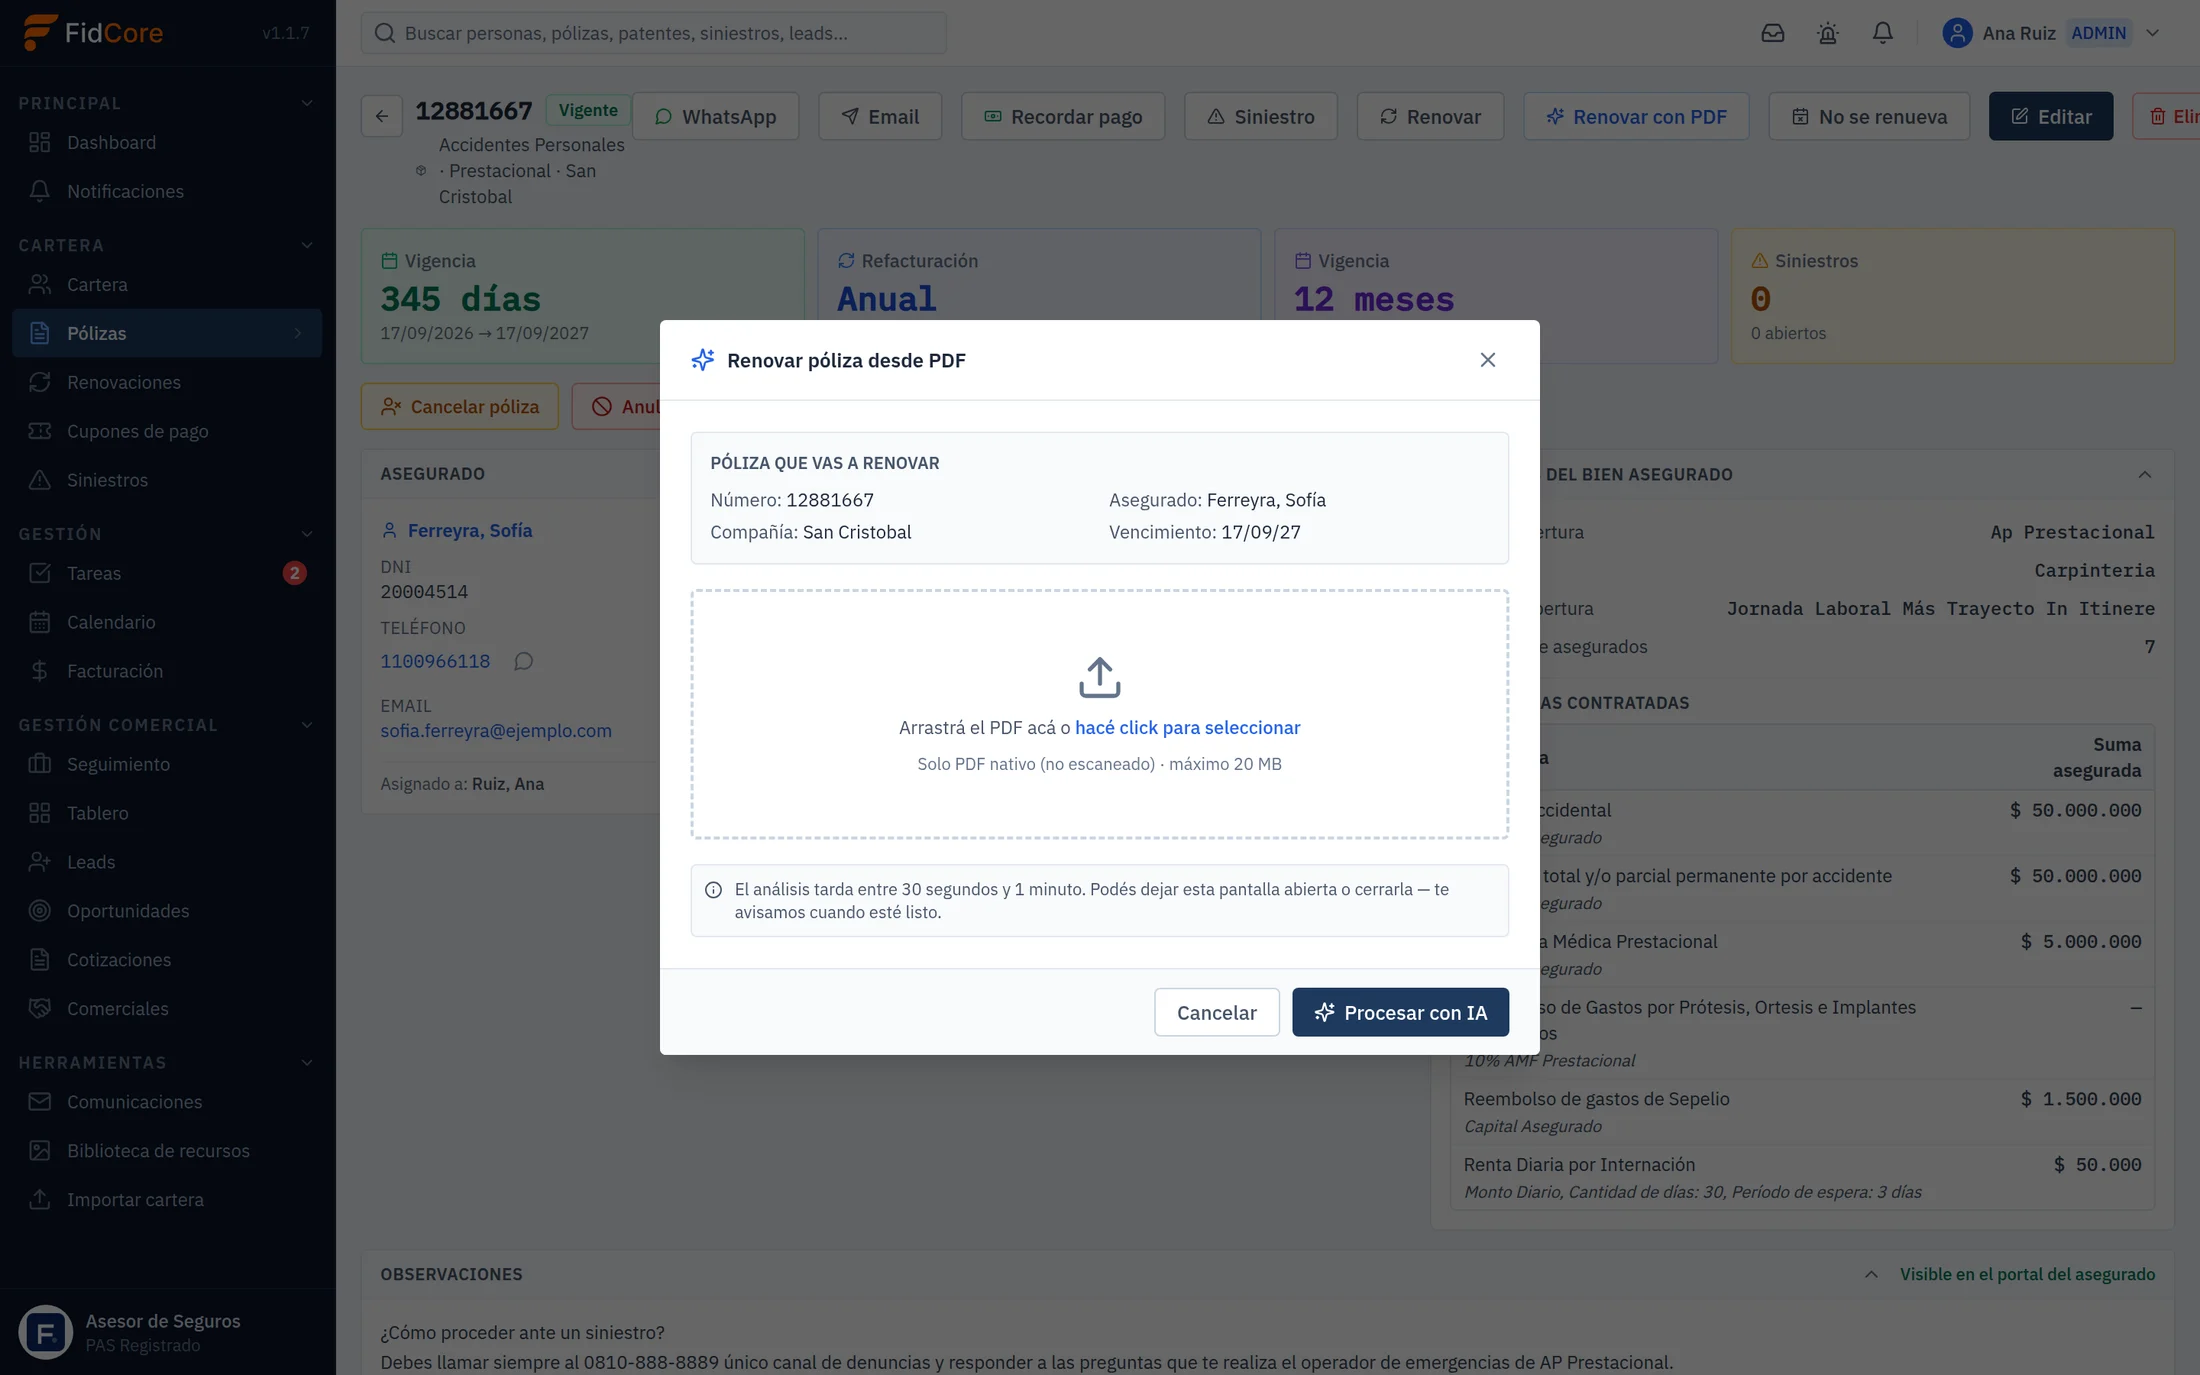 FidCore
v1.1.7
Buscar personas, pólizas, patentes, siniestros, leads...
Ana Ruiz ADMIN
PRINCIPAL
Dashboard
Notificaciones
CARTERA
Cartera
Pólizas
Renovaciones
Cupones de pago
Siniestros
GESTIÓN
Tareas 2
Calendario
Facturación
GESTIÓN COMERCIAL
Seguimiento
Tablero
Leads
Oportunidades
Cotizaciones
Comerciales
HERRAMIENTAS
Comunicaciones
Biblioteca de recursos
Importar cartera
F
Asesor de Seguros
PAS Registrado
12881667 Vigente
Accidentes Personales
· Prestacional · San
Cristobal
WhatsApp
Email
Recordar pago
Siniestro
Renovar
Renovar con PDF
No se renueva
Editar
Vigencia
345 días
17/09/2026 → 17/09/2027
Refacturación
Anual
Vigencia
12 meses
Siniestros
0
0 abiertos
Cancelar póliza
ASEGURADO
Ferreyra, Sofía
DNI
20004514
TELÉFONO
1100966118
EMAIL
sofia.ferreyra@ejemplo.com
Asignado a: Ruiz, Ana
Renovar póliza desde PDF
PÓLIZA QUE VAS A RENOVAR
Número: 12881667
Asegurado: Ferreyra, Sofía
Compañía: San Cristobal
Vencimiento: 17/09/27
Arrastrá el PDF acá o hacé click para seleccionar
Solo PDF nativo (no escaneado) · máximo 20 MB
El análisis tarda entre 30 segundos y 1 minuto. Podés dejar esta pantalla abierta o cerrarla — te
avisamos cuando esté listo.
Cancelar
Procesar con IA
DEL BIEN ASEGURADO
Ap Prestacional
Carpinteria
Jornada Laboral Más Trayecto In Itinere
asegurados 7
CONTRATADAS
Suma
asegurada
$ 50.000.000
total y/o parcial permanente por accidente $ 50.000.000
Médica Prestacional $ 5.000.000
de Gastos por Prótesis, Ortesis e Implantes —
10% AMF Prestacional
Reembolso de gastos de Sepelio $ 1.500.000
Capital Asegurado
Renta Diaria por Internación $ 50.000
Monto Diario, Cantidad de días: 30, Período de espera: 3 días
OBSERVACIONES
Visible en el portal del asegurado
¿Cómo proceder ante un siniestro?
Debes llamar siempre al 0810-888-8889 único canal de denuncias y responder a las preguntas que te realiza el operador de emergencias de AP Prestacional.